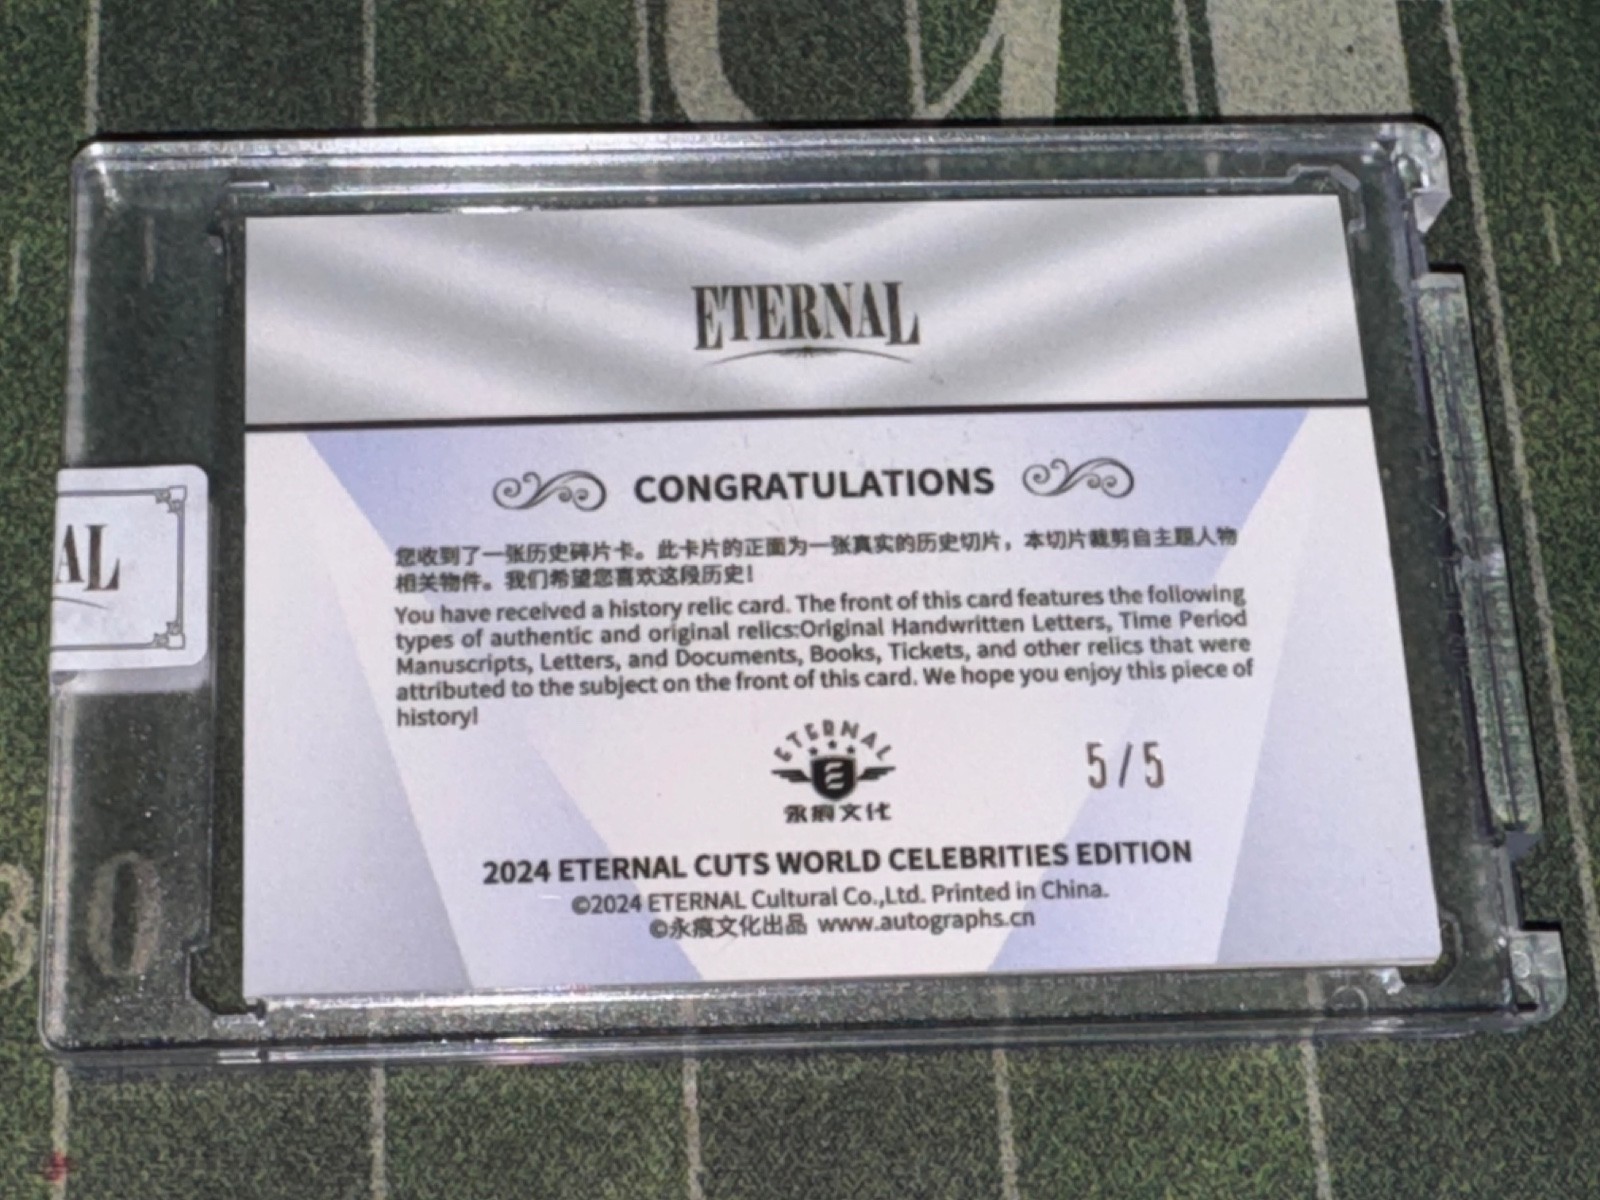 ETERNAL
CONGRATULATIONS
您收到了一张历史碎片卡。此卡片的正面为一张真实的历史切片，本切片裁剪自主题人物
相关物件。我们希望您喜欢这段历史！
You have received a history relic card. The front of this card features the following
types of authentic and original relics:Original Handwritten Letters, Time Period
Manuscripts, Letters, and Documents, Books, Tickets, and other relics that were
attributed to the subject on the front of this card. We hope you enjoy this piece of
history!
AL
ETERNAL
永痕文化
5/5
2024 ETERNAL CUTS WORLD CELEBRITIES EDITION
©2024 ETERNAL Cultural Co.,Ltd. Printed in China.
©永痕文化出品 www.autographs.cn
0